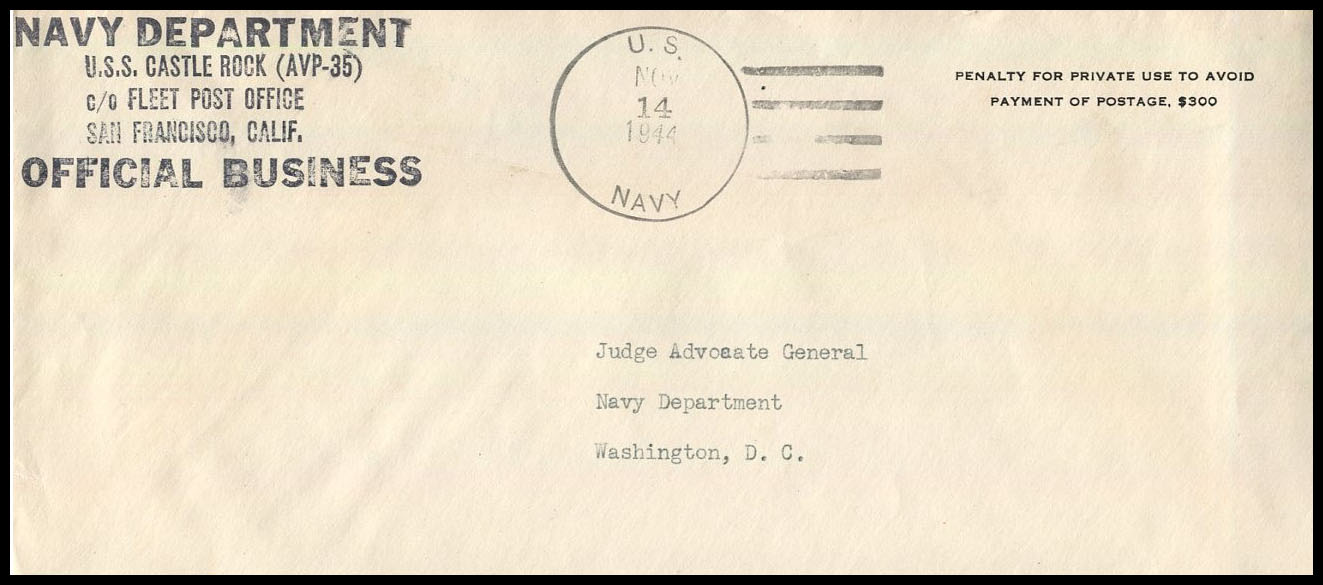 NAVY DEPARTMENT
U.S.S. CASTLE ROCK (AVP-35)
c/o FLEET POST OFFICE
SAN FRANCISCO, CALIF.
OFFICIAL BUSINESS
U. S.
NOV
14
1944
NAVY
PENALTY FOR PRIVATE USE TO AVOID
PAYMENT OF POSTAGE, $300
Judge Advoaate General
Navy Department
Washington, D. C.